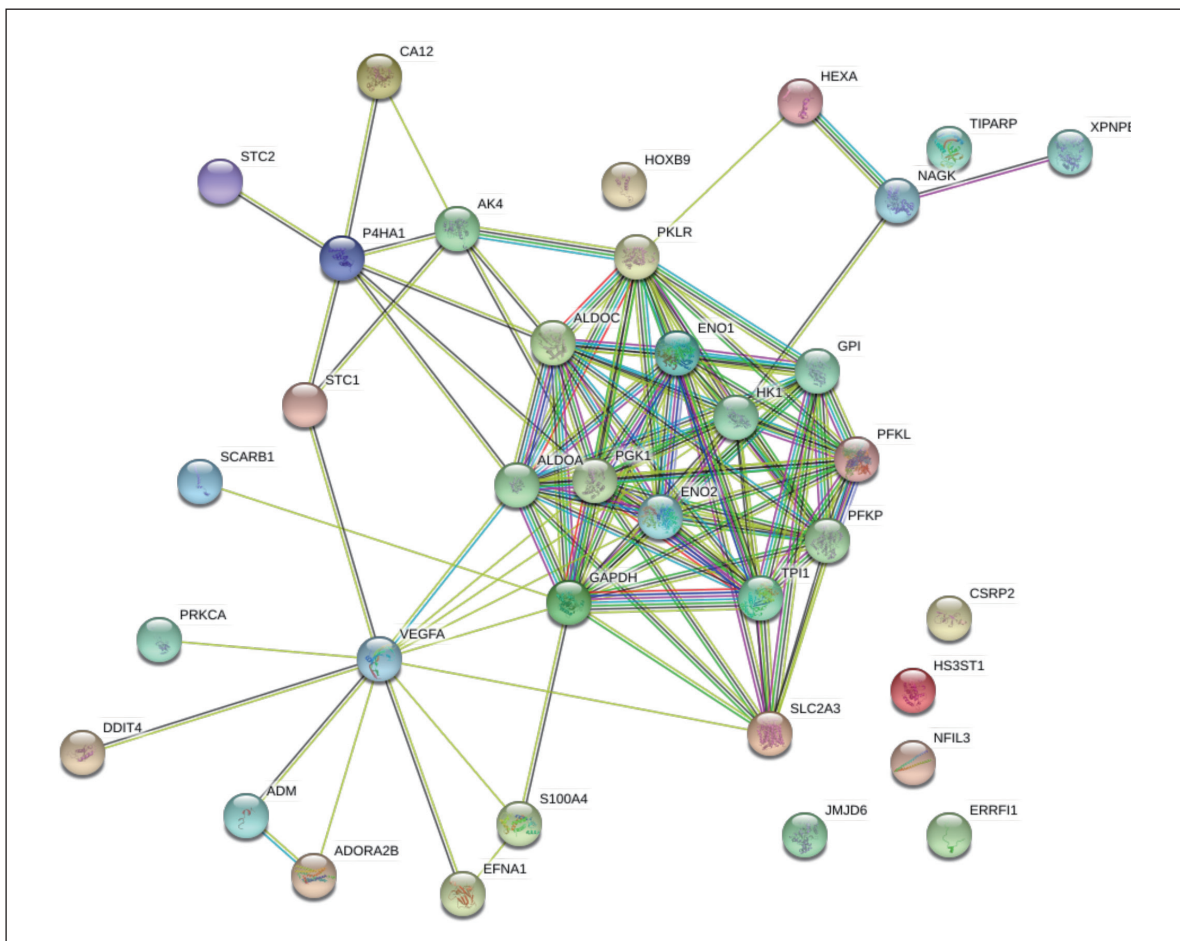 CA12
HEXA
TIPARP
XPNPE
STC2
HOXB9
NAGK
AK4
P4HA1
PKLR
ALDOC
ENO1
GPI
HK1
STC1
PFKL
SCARB1
ALDOA
PGK1
ENO2
PFKP
GAPDH
TPI1
CSRP2
PRKCA
VEGFA
HS3ST1
SLC2A3
DDIT4
NFIL3
ADM
S100A4
JMJD6
ERRFI1
ADORA2B
EFNA1